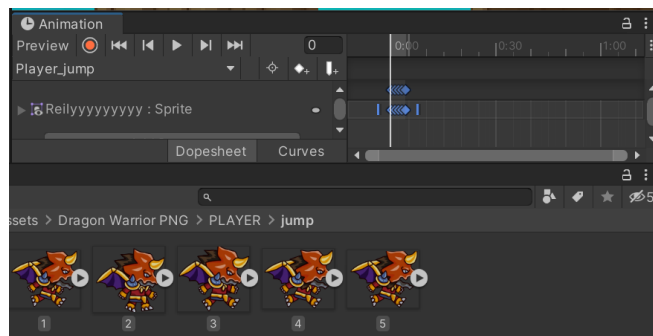 Animation
Preview 0 0:00 0:30 1:00
Player_jump
Reilyyyyyyyyy : Sprite
Dopesheet Curves
5
ssets > Dragon Warrior PNG > PLAYER > jump
1 2 3 4 5